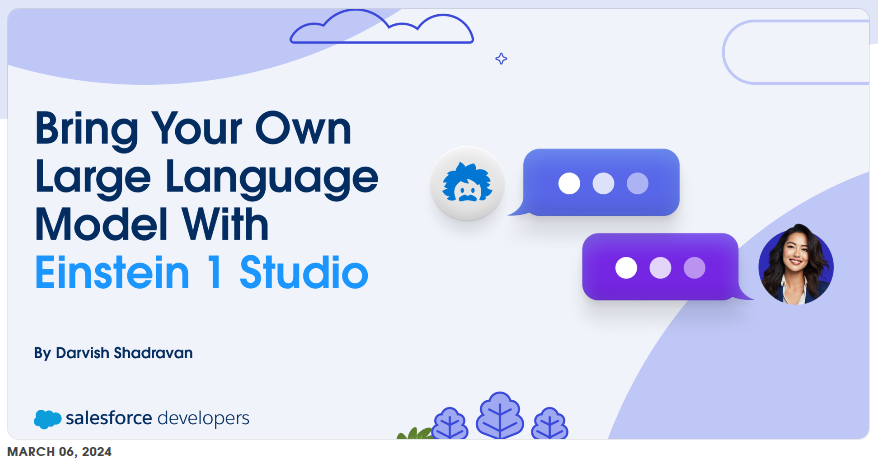 Bring Your Own
Large Language
Model With
Einstein 1 Studio
By Darvish Shadravan
salesforce developers
MARCH 06, 2024